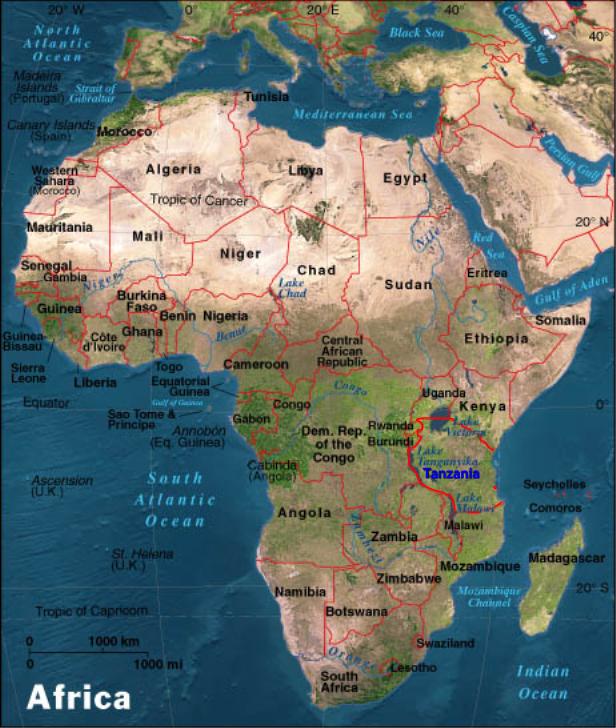 20° W
0°
20° E
40°
North
Atlantic
Ocean
Black Sea
Caspian Sea
40°
Madeira
Islands
(Portugal)
Strait of
Gibraltar
Tunisia
Mediterranean Sea
Canary Islands
(Spain)
Morocco
Persian Gulf
Western
Sahara
(Morocco)
Algeria
Libya
Egypt
Tropic of Cancer
20° N
Mauritania
Mali
Niger
Chad
Nile
Red
Sea
Senegal
Gambia
Niger
Lake
Chad
Sudan
Eritrea
Gulf of Aden
Guinea
Burkina
Faso
Benin
Nigeria
Somalia
Guinea-
Bissau
Côte
d'Ivoire
Ghana
Benue
Central
African
Republic
Ethiopia
Sierra
Leone
Liberia
Togo
Cameroon
Equatorial
Guinea
Gulf of Guinea
Congo
Uganda
Kenya
Equator
0°
Sao Tome &
Principe
Gabon
Congo
Rwanda
Lake
Victoria
Annobón
(Eq. Guinea)
Dem. Rep.
of the
Congo
Burundi
Lake
Tanganyika
Tanzania
Cabinda
(Angola)
Ascension
(U.K.)
South
Atlantic
Ocean
Seychelles
Lake
Malawi
Comoros
Angola
Malawi
Zambia
Zambezi
St. Helena
(U.K.)
Mozambique
Madagascar
Zimbabwe
Namibia
Mozambique
Channel
20° S
Tropic of Capricorn
Botswana
0
1000 km
0
1000 mi
Swaziland
Orange
Lesotho
South
Africa
Indian
Ocean
Africa